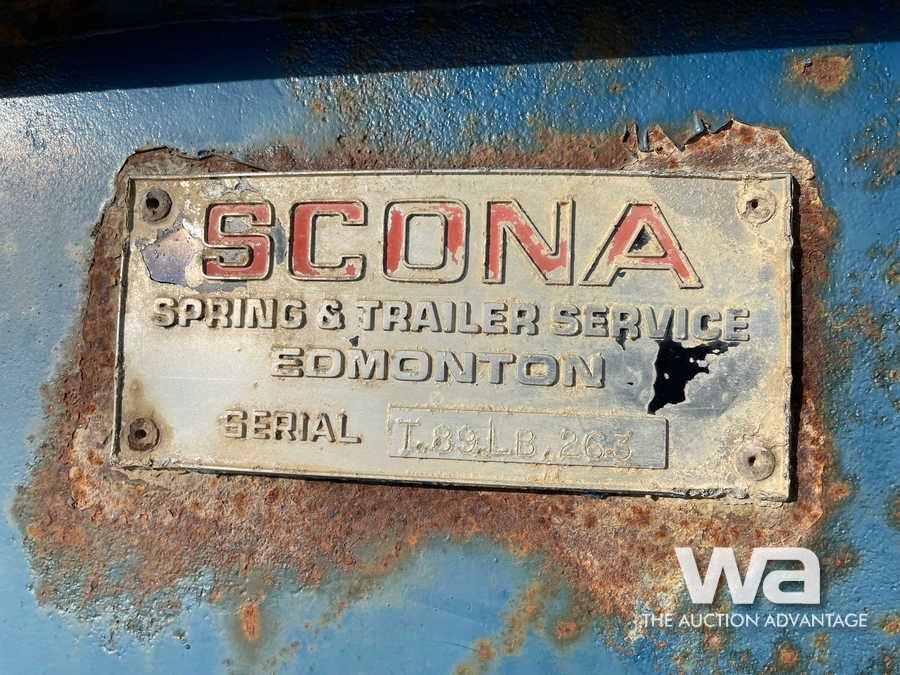 SCONA
SPRING & TRAILER SERVICE
EDMONTON
SERIAL T.89.LB.263
wa
THE AUCTION ADVANTAGE